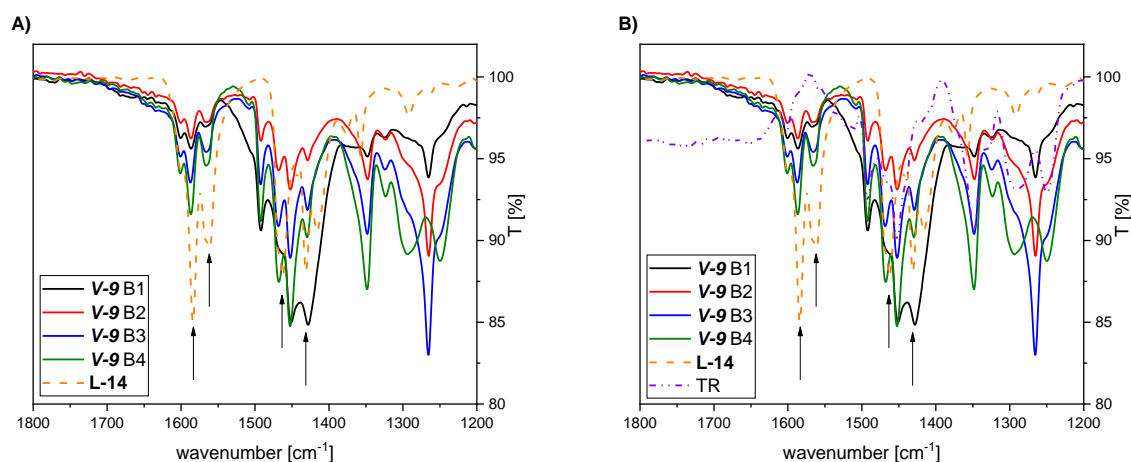 A)
100
95
90
85
80
T [%]
V-9 B1
V-9 B2
V-9 B3
V-9 B4
L-14
1800 1700 1600 1500 1400 1300 1200
wavenumber [cm⁻¹]
B)
100
95
90
85
80
T [%]
V-9 B1
V-9 B2
V-9 B3
V-9 B4
L-14
TR
1800 1700 1600 1500 1400 1300 1200
wavenumber [cm⁻¹]